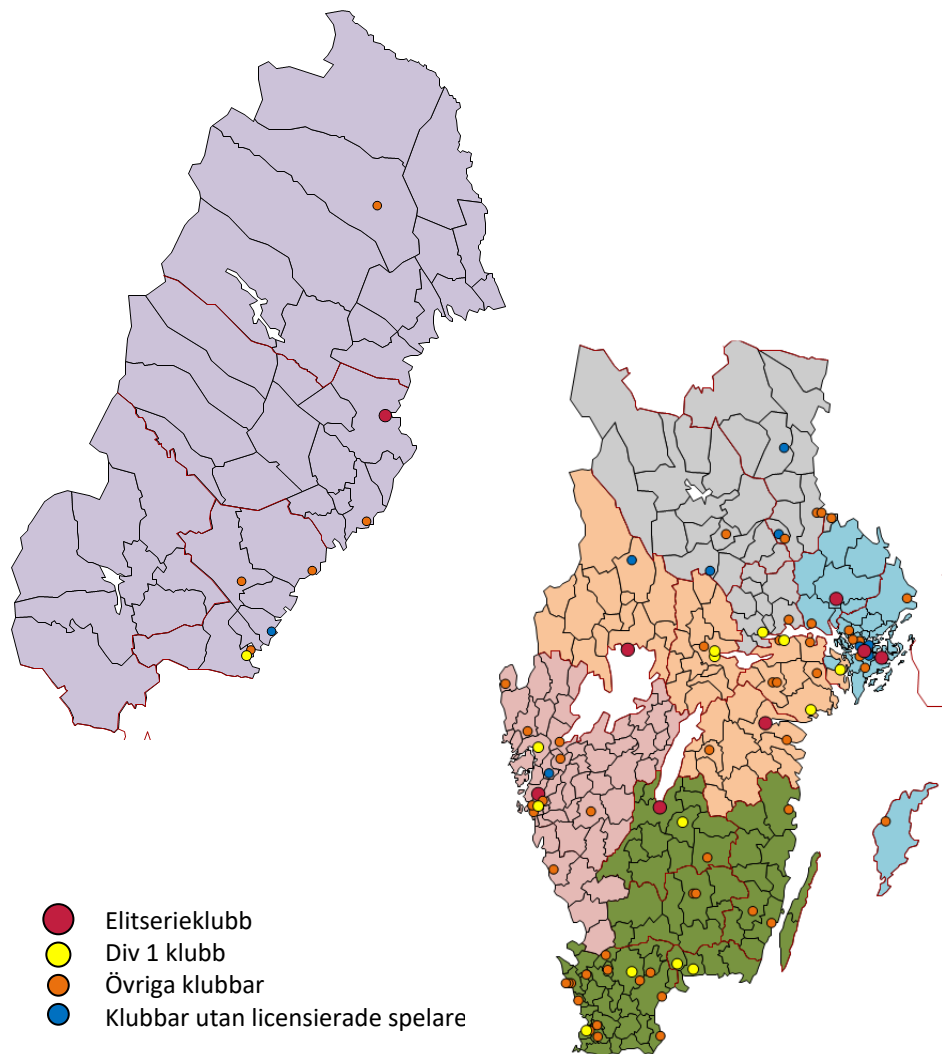 Elitserieklubb
Div 1 klubb
Övriga klubbar
Klubbar utan licensierade spelare